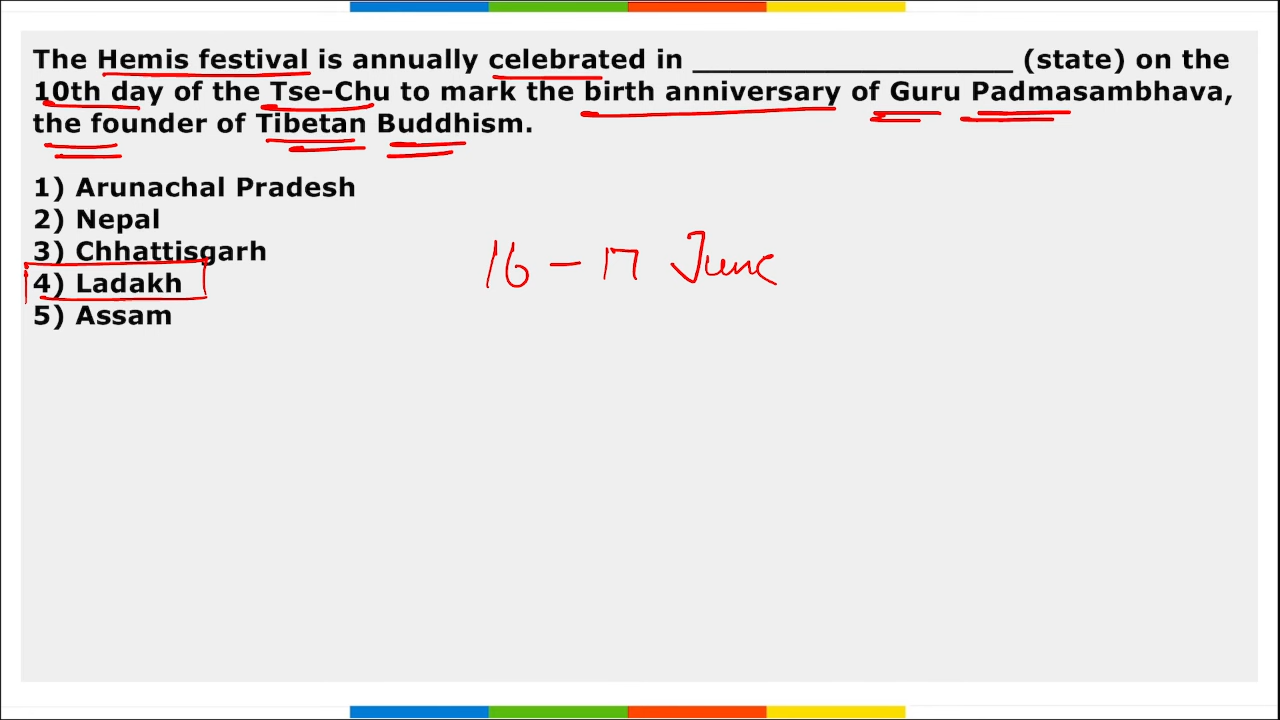 The Hemis festival is annually celebrated in ____________________ (state) on the
10th day of the Tse-Chu to mark the birth anniversary of Guru Padmasambhava,
the founder of Tibetan Buddhism.
1) Arunachal Pradesh
2) Nepal
3) Chhattisgarh
4) Ladakh
5) Assam
16 - 17 June